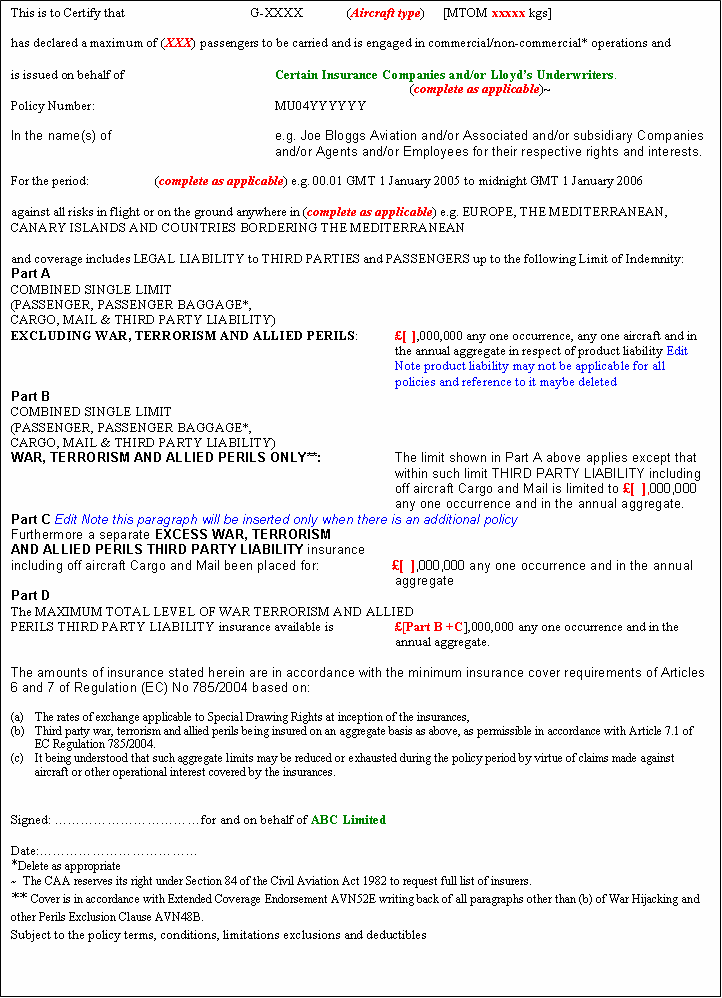 This is to Certify that G-XXXX (Aircraft type) [MTOM xxxxx kgs]
has declared a maximum of (XXX) passengers to be carried and is engaged in commercial/non-commercial* operations and
is issued on behalf of Certain Insurance Companies and/or Lloyd's Underwriters.
(complete as applicable)~
Policy Number: MU04YYYYYY
In the name(s) of e.g. Joe Bloggs Aviation and/or Associated and/or subsidiary Companies
and/or Agents and/or Employees for their respective rights and interests.
For the period: (complete as applicable) e.g. 00.01 GMT 1 January 2005 to midnight GMT 1 January 2006
against all risks in flight or on the ground anywhere in (complete as applicable) e.g. EUROPE, THE MEDITERRANEAN,
CANARY ISLANDS AND COUNTRIES BORDERING THE MEDITERRANEAN
and coverage includes LEGAL LIABILITY to THIRD PARTIES and PASSENGERS up to the following Limit of Indemnity:
Part A
COMBINED SINGLE LIMIT
(PASSENGER, PASSENGER BAGGAGE*,
CARGO, MAIL & THIRD PARTY LIABILITY)
EXCLUDING WAR, TERRORISM AND ALLIED PERILS: £[ ],000,000 any one occurrence, any one aircraft and in
the annual aggregate in respect of product liability Edit
Note product liability may not be applicable for all
policies and reference to it maybe deleted
Part B
COMBINED SINGLE LIMIT
(PASSENGER, PASSENGER BAGGAGE*,
CARGO, MAIL & THIRD PARTY LIABILITY)
WAR, TERRORISM AND ALLIED PERILS ONLY**: The limit shown in Part A above applies except that
within such limit THIRD PARTY LIABILITY including
off aircraft Cargo and Mail is limited to £[ ],000,000
any one occurrence and in the annual aggregate.
Part C Edit Note this paragraph will be inserted only when there is an additional policy
Furthermore a separate EXCESS WAR, TERRORISM
AND ALLIED PERILS THIRD PARTY LIABILITY insurance
including off aircraft Cargo and Mail been placed for: £[ ],000,000 any one occurrence and in the annual
aggregate
Part D
The MAXIMUM TOTAL LEVEL OF WAR TERRORISM AND ALLIED
PERILS THIRD PARTY LIABILITY insurance available is £[Part B +C],000,000 any one occurrence and in the
annual aggregate.
The amounts of insurance stated herein are in accordance with the minimum insurance cover requirements of Articles
6 and 7 of Regulation (EC) No 785/2004 based on:
(a) The rates of exchange applicable to Special Drawing Rights at inception of the insurances,
(b) Third party war, terrorism and allied perils being insured on an aggregate basis as above, as permissible in accordance with Article 7.1 of
EC Regulation 785/2004.
(c) It being understood that such aggregate limits may be reduced or exhausted during the policy period by virtue of claims made against
aircraft or other operational interest covered by the insurances.
Signed: ……………………………for and on behalf of ABC Limited
Date:………………………………
*Delete as appropriate
~ The CAA reserves its right under Section 84 of the Civil Aviation Act 1982 to request full list of insurers.
** Cover is in accordance with Extended Coverage Endorsement AVN52E writing back of all paragraphs other than (b) of War Hijacking and
other Perils Exclusion Clause AVN48B.
Subject to the policy terms, conditions, limitations exclusions and deductibles